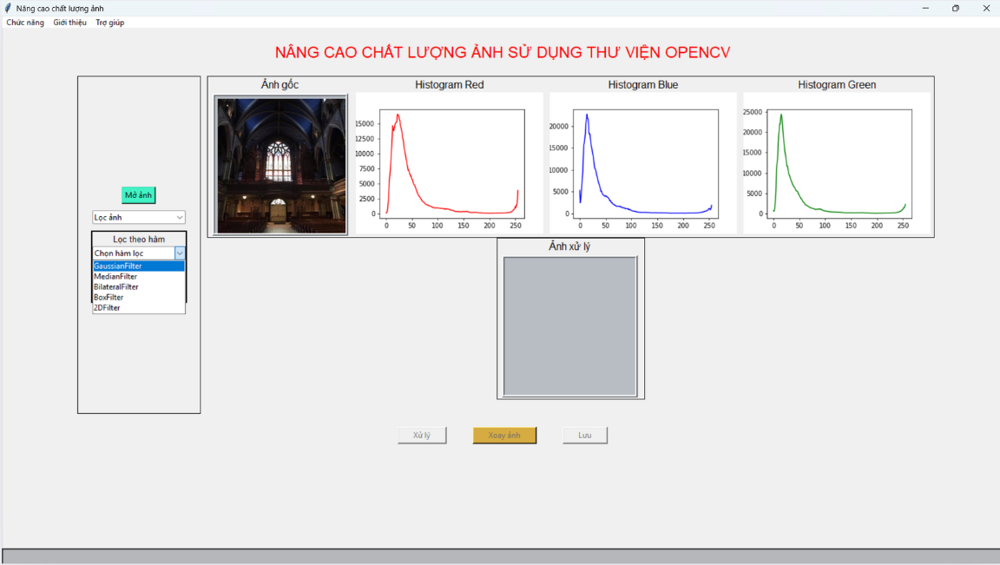 Nâng cao chất lượng ảnh
Chức năng Giới thiệu Trợ giúp
NÂNG CAO CHẤT LƯỢNG ẢNH SỬ DỤNG THƯ VIỆN OPENCV
Ảnh gốc
Histogram Red
Histogram Blue
Histogram Green
15000
12500
10000
7500
5000
2500
0
0 50 100 150 200 250
20000
15000
10000
5000
0
0 50 100 150 200 250
25000
20000
15000
10000
5000
0
0 50 100 150 200 250
Mở ảnh
Lọc ảnh
Lọc theo hàm
Chọn hàm lọc
GaussianFilter
MedianFilter
BilateralFilter
BoxFilter
2DFilter
Ảnh xử lý
Xử lý
Xoay ảnh
Lưu